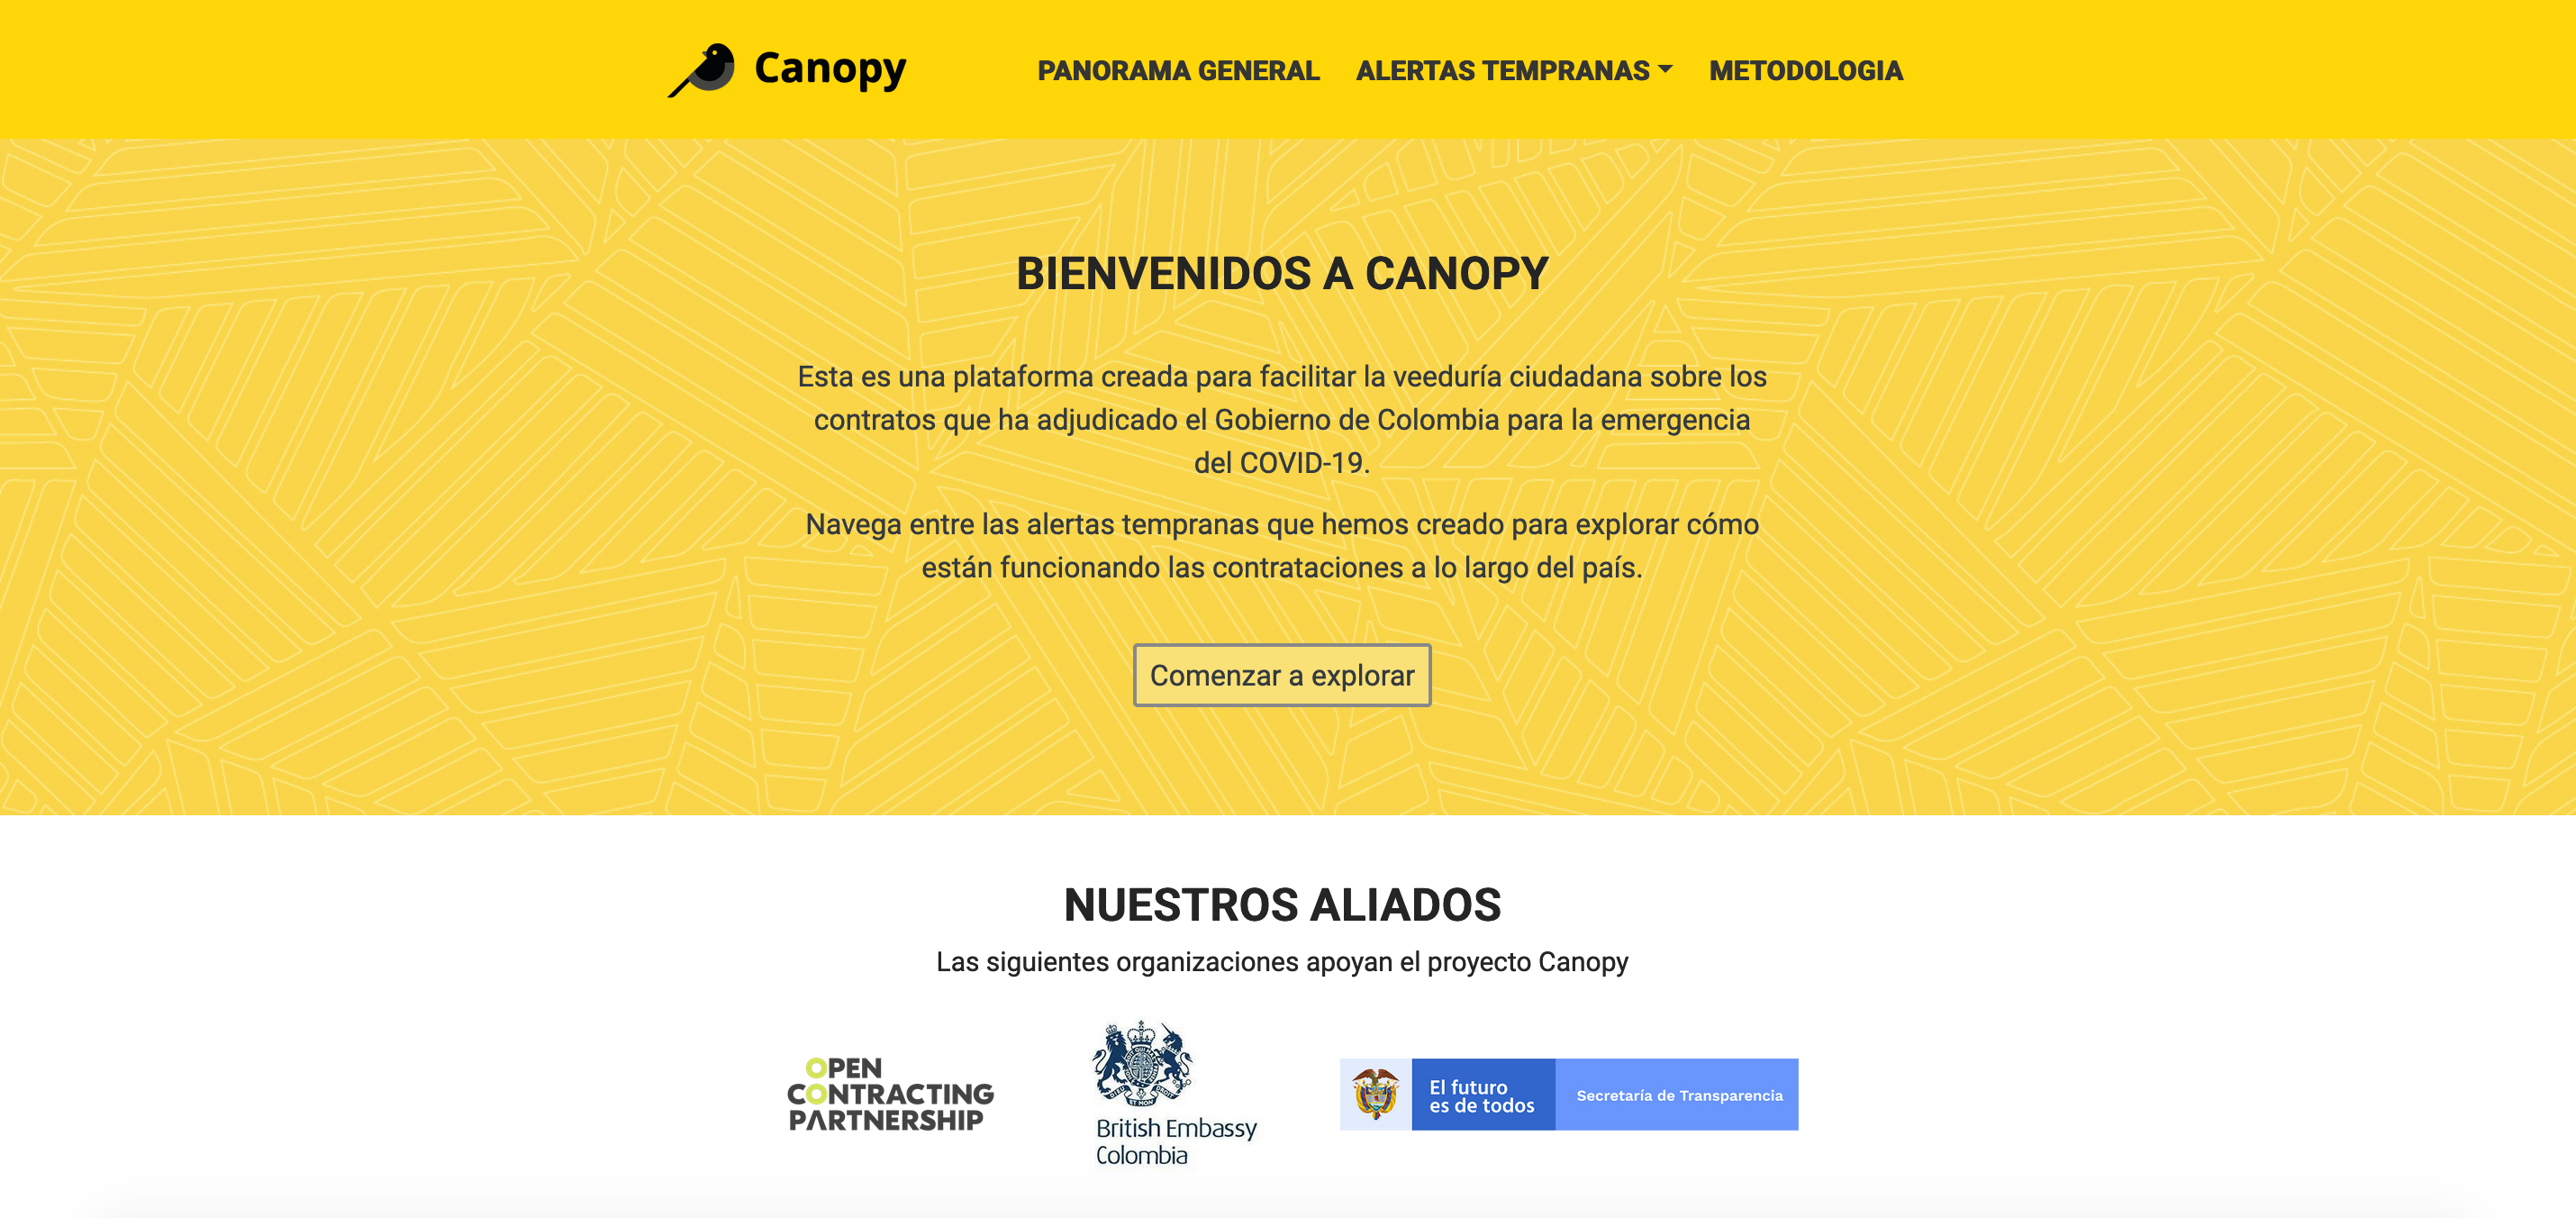 Canopy
PANORAMA GENERAL
ALERTAS TEMPRANAS
METODOLOGIA
BIENVENIDOS A CANOPY
Esta es una plataforma creada para facilitar la veeduría ciudadana sobre los
contratos que ha adjudicado el Gobierno de Colombia para la emergencia
del COVID-19.
Navega entre las alertas tempranas que hemos creado para explorar cómo
están funcionando las contrataciones a lo largo del país.
Comenzar a explorar
NUESTROS ALIADOS
Las siguientes organizaciones apoyan el proyecto Canopy
OPEN
CONTRACTING
PARTNERSHIP
British Embassy
Colombia
El futuro
es de todos
Secretaría de Transparencia